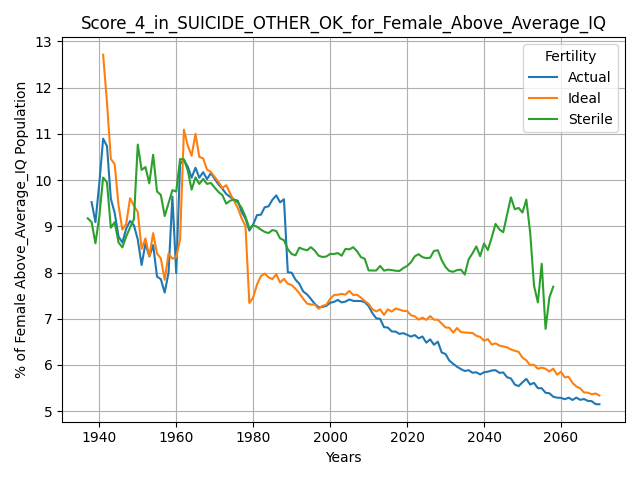 Score_4_in_SUICIDE_OTHER_OK_for_Female_Above_Average_IQ
13
12
11
10
9
8
7
6
5
% of Female Above_Average_IQ Population
Fertility
Actual
Ideal
Sterile
1940
1960
1980
2000
2020
2040
2060
Years